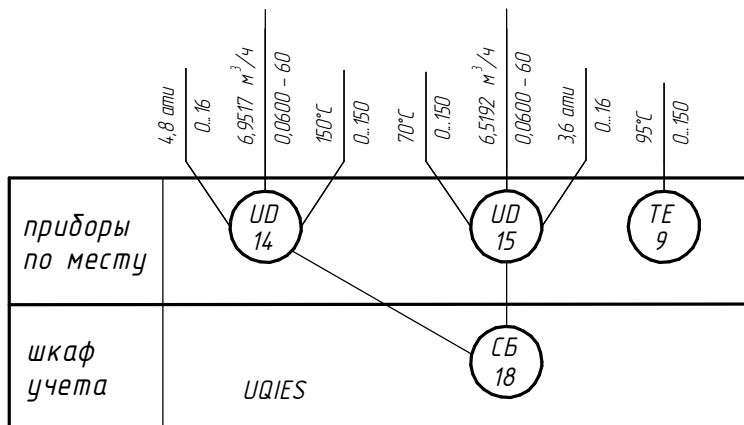 4,8 ати
0...16
6,9517 м³/ч
0,0600 - 60
150°C
0...150
70°C
0...150
6,5192 м³/ч
0,0600 - 60
3,6 ати
0...16
95°C
0...150
приборы
по месту
UD
14
UD
15
TE
9
шкаф
учета
UQIES
СБ
18